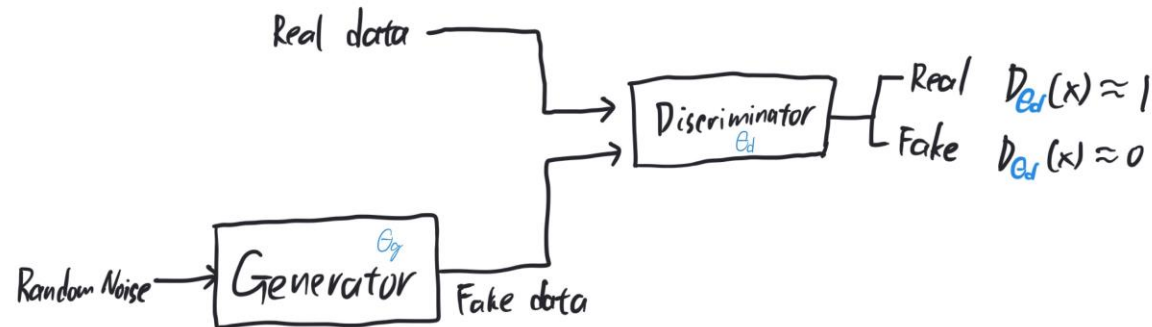 Real data
Discriminator
θd
Real Dθd(x) ≈ 1
Fake Dθd(x) ≈ 0
Random Noise
Generator
θg
Fake data